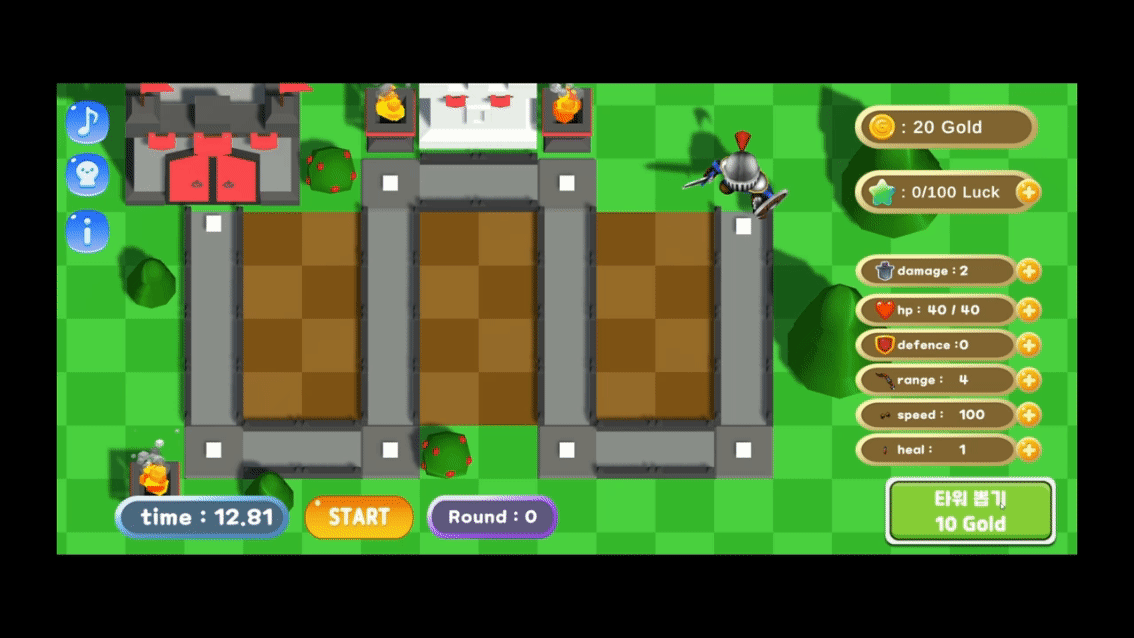 : 20 Gold
: 0/100 Luck
damage : 2
hp : 40 / 40
defence :0
range : 4
speed : 100
heal : 1
타워 뽑기
10 Gold
time : 12.81
START
Round : 0